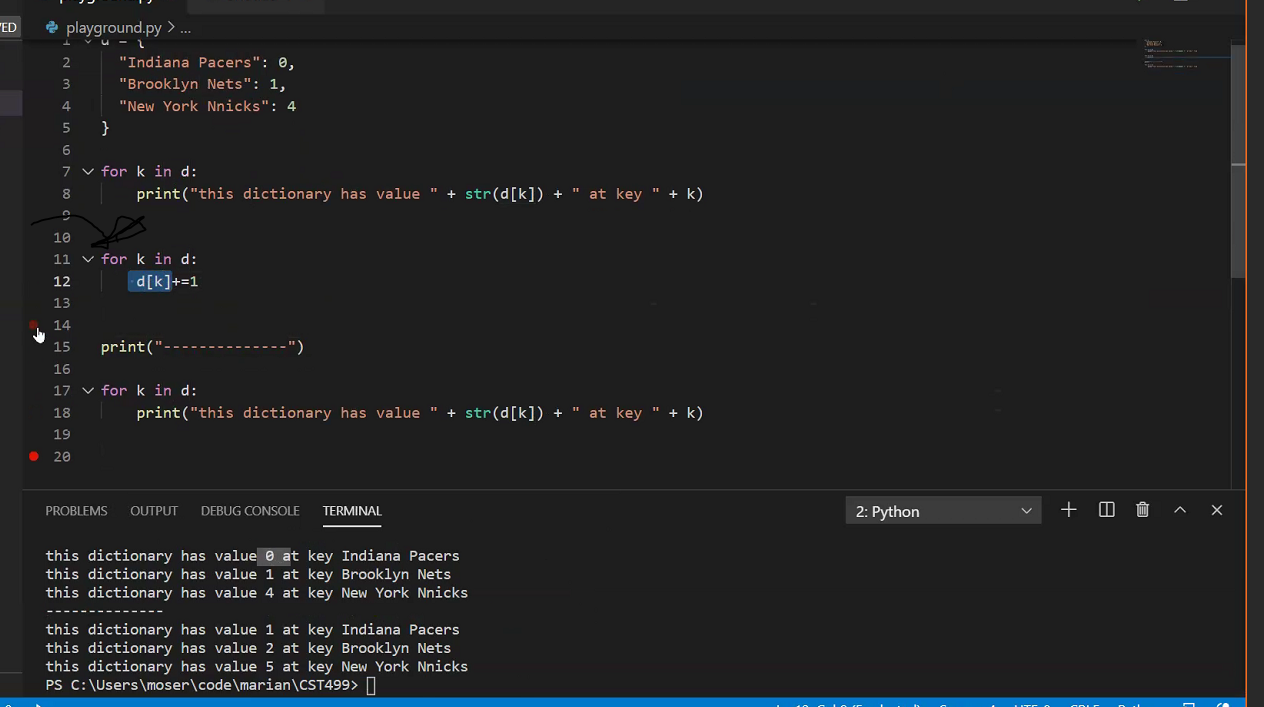 playground.py > ...
1 d = {
2 "Indiana Pacers": 0,
3 "Brooklyn Nets": 1,
4 "New York Nnicks": 4
5 }
6
7 for k in d:
8 print("this dictionary has value " + str(d[k]) + " at key " + k)
9
10
11 for k in d:
12 d[k]+=1
13
14
15 print("--------------")
16
17 for k in d:
18 print("this dictionary has value " + str(d[k]) + " at key " + k)
19
20
PROBLEMS OUTPUT DEBUG CONSOLE TERMINAL 2: Python
this dictionary has value 0 at key Indiana Pacers
this dictionary has value 1 at key Brooklyn Nets
this dictionary has value 4 at key New York Nnicks
--------------
this dictionary has value 1 at key Indiana Pacers
this dictionary has value 2 at key Brooklyn Nets
this dictionary has value 5 at key New York Nnicks
PS C:\Users\moser\code\marian\CST499>